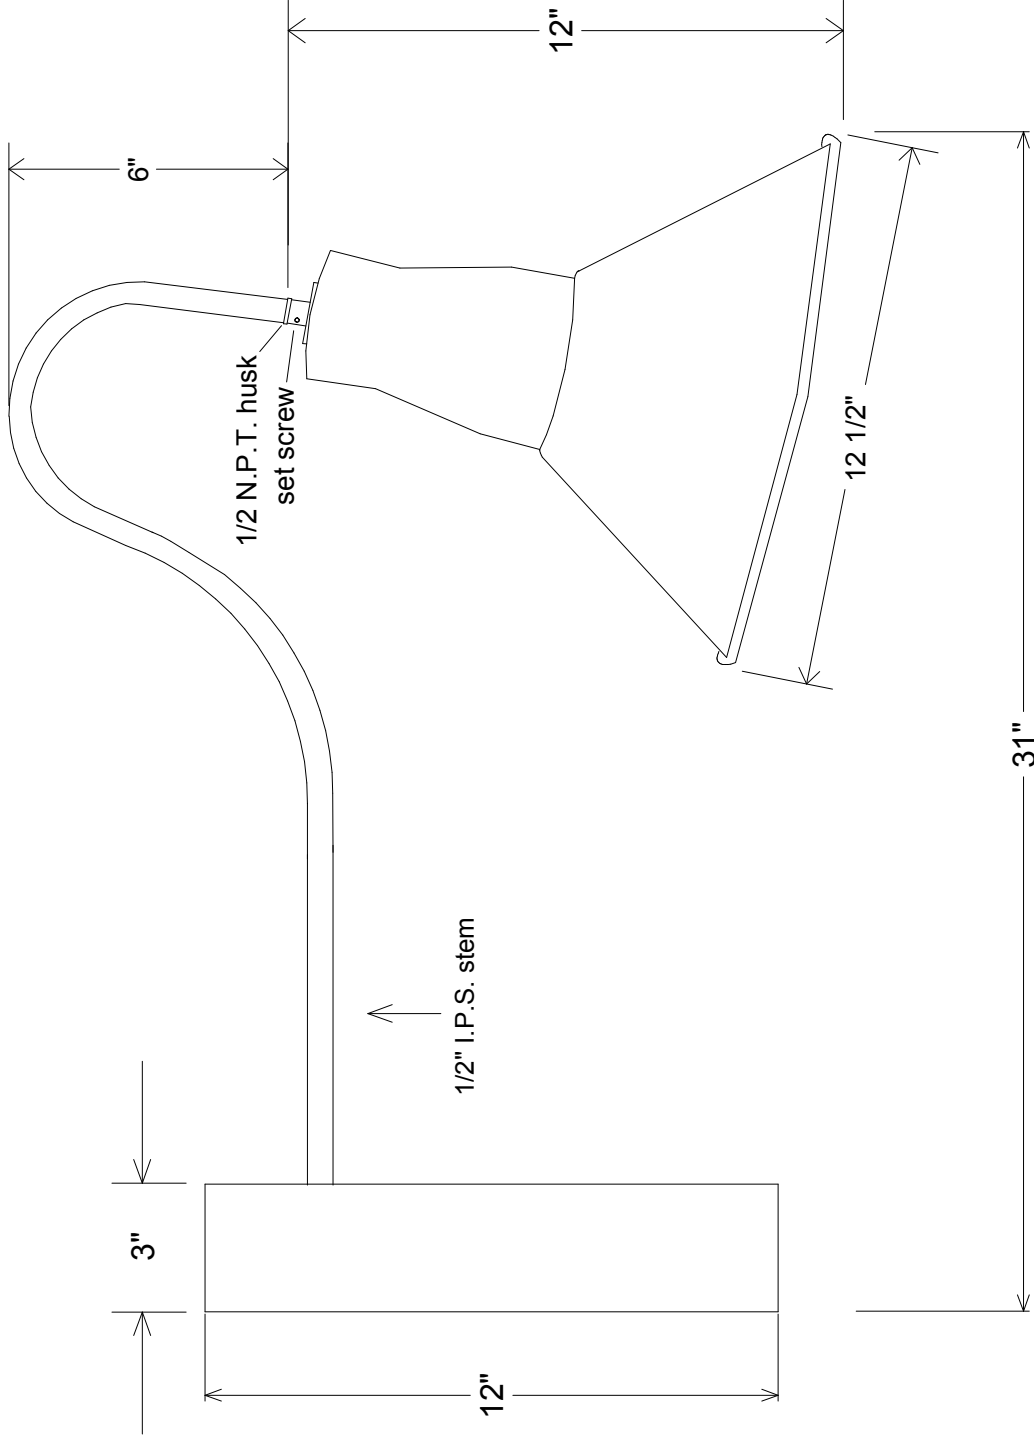 12"
6"
1/2 N.P.T. husk
set screw
12 1/2"
31"
1/2" I.P.S. stem
3"
12"